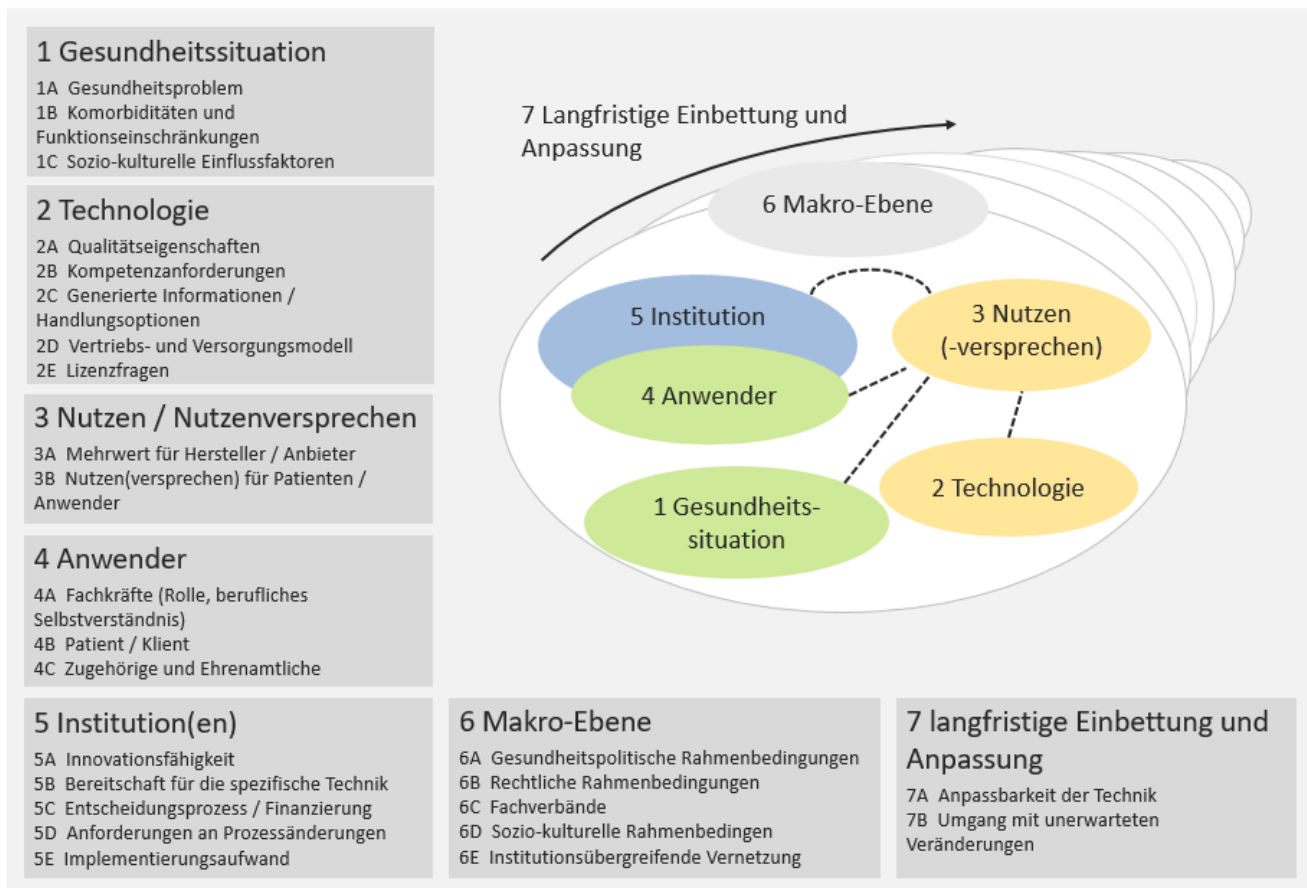 1 Gesundheitssituation
1A Gesundheitsproblem
1B Komorbiditäten und
Funktionseinschränkungen
1C Sozio-kulturelle Einflussfaktoren
2 Technologie
2A Qualitätseigenschaften
2B Kompetenzanforderungen
2C Generierte Informationen /
Handlungsoptionen
2D Vertriebs- und Versorgungsmodell
2E Lizenzfragen
3 Nutzen / Nutzenversprechen
3A Mehrwert für Hersteller / Anbieter
3B Nutzen(versprechen) für Patienten /
Anwender
4 Anwender
4A Fachkräfte (Rolle, berufliches
Selbstverständnis)
4B Patient / Klient
4C Zugehörige und Ehrenamtliche
7 Langfristige Einbettung und
Anpassung
6 Makro-Ebene
5 Institution
3 Nutzen
(-versprechen)
4 Anwender
2 Technologie
1 Gesundheits-
situation
5 Institution(en)
5A Innovationsfähigkeit
5B Bereitschaft für die spezifische Technik
5C Entscheidungsprozess / Finanzierung
5D Anforderungen an Prozessänderungen
5E Implementierungsaufwand
6 Makro-Ebene
6A Gesundheitspolitische Rahmenbedingungen
6B Rechtliche Rahmenbedingungen
6C Fachverbände
6D Sozio-kulturelle Rahmenbedingen
6E Institutionsübergreifende Vernetzung
7 langfristige Einbettung und
Anpassung
7A Anpassbarkeit der Technik
7B Umgang mit unerwarteten
Veränderungen